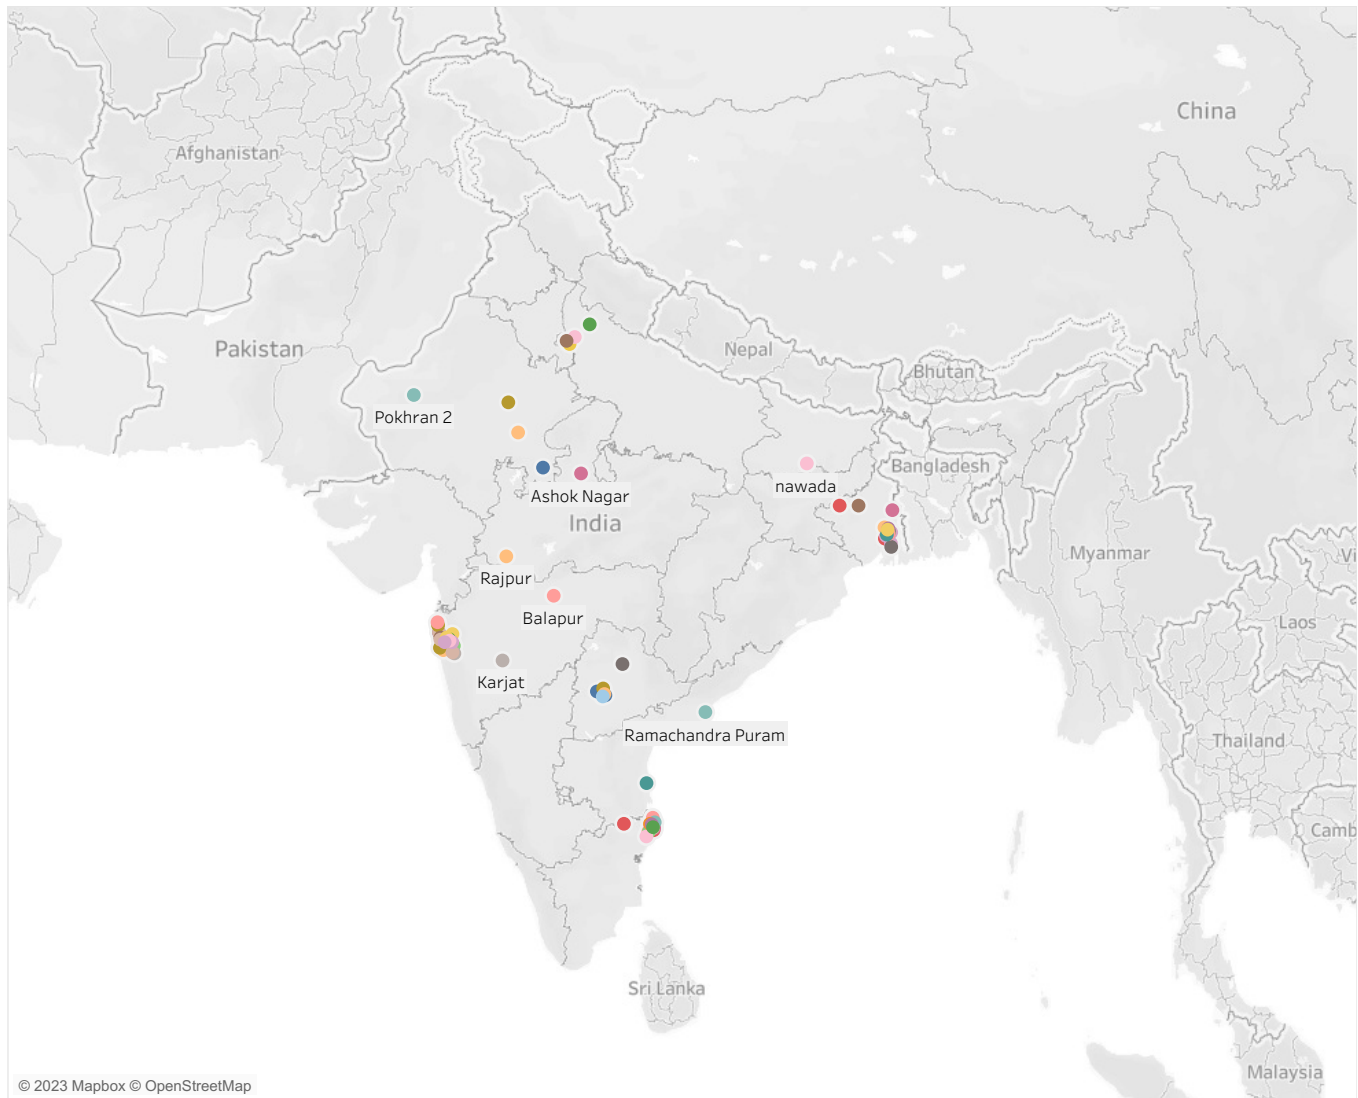 China
Afghanistan
Pakistan
Nepal
Bhutan
Pokhran 2
Bangladesh
nawada
Ashok Nagar
India
Myanmar
Vi
Rajpur
Balapur
Laos
Karjat
Ramachandra Puram
Thailand
Camb
Sri Lanka
Malaysia
© 2023 Mapbox © OpenStreetMap